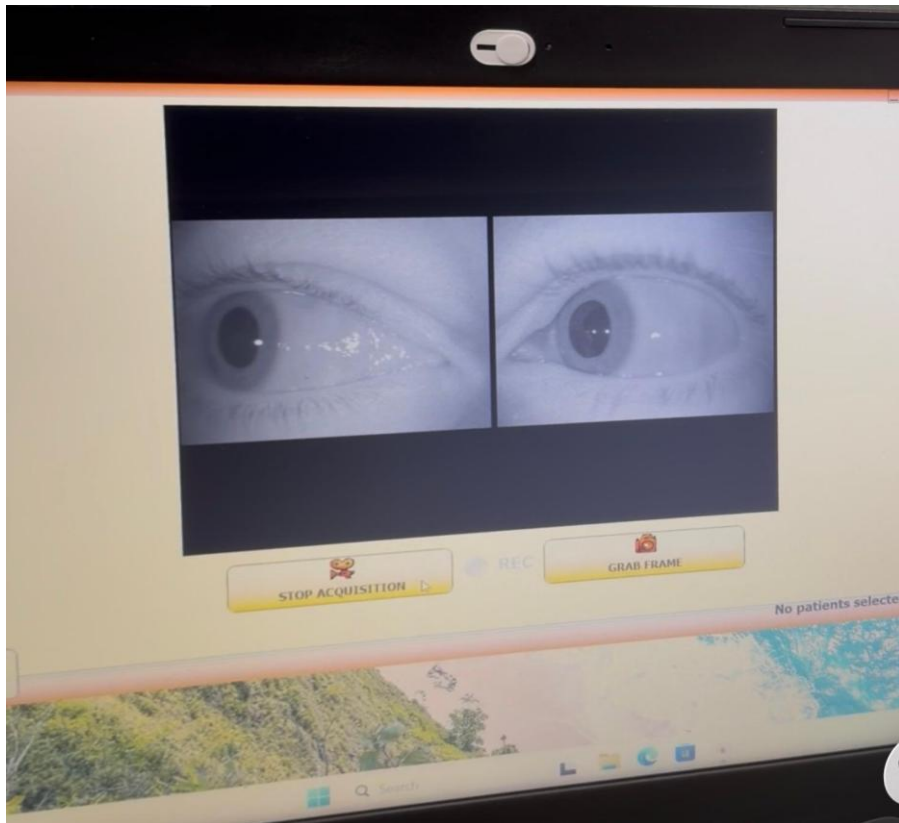 STOP ACQUISITION
REC
GRAB FRAME
No patients selecte
Search